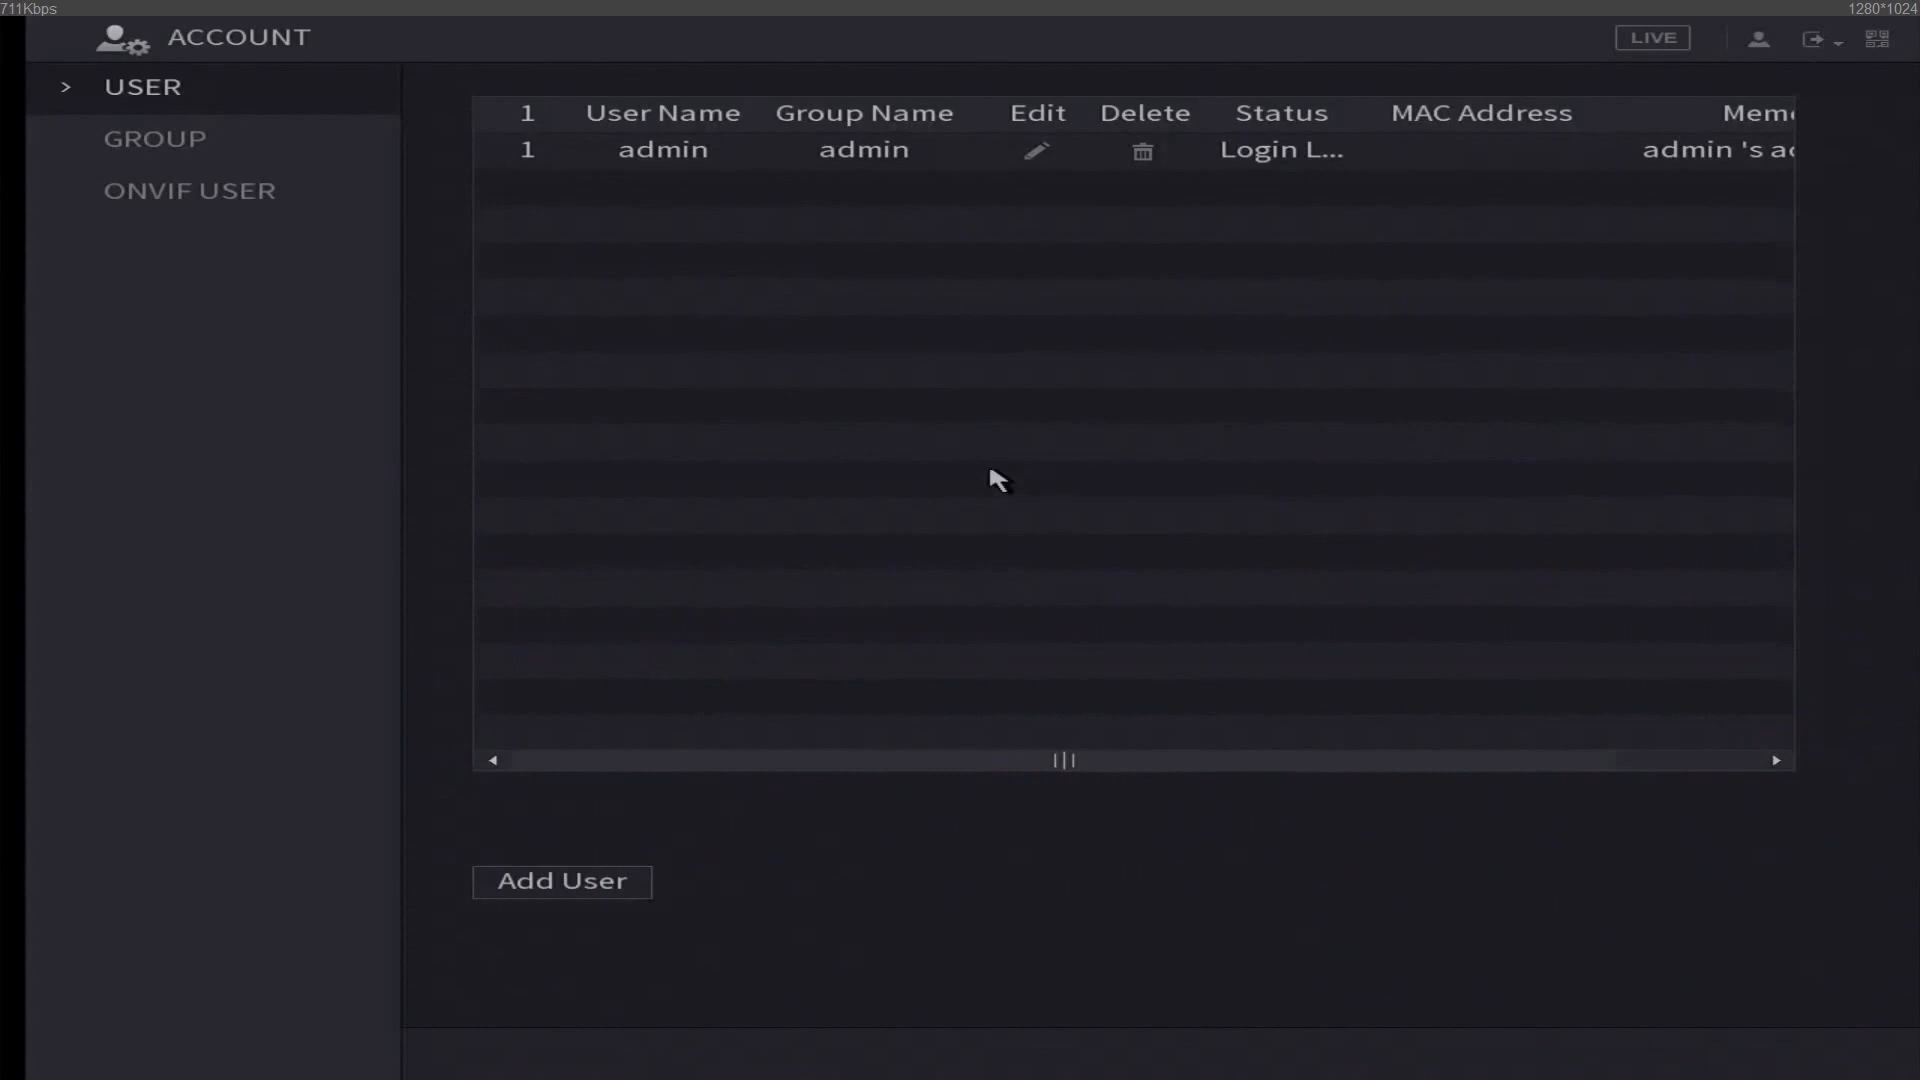 711Kbps
1280*1024
ACCOUNT
LIVE
> USER
GROUP
ONVIF USER
1 User Name Group Name Edit Delete Status MAC Address Mem
1 admin admin Login L... admin 's a
Add User